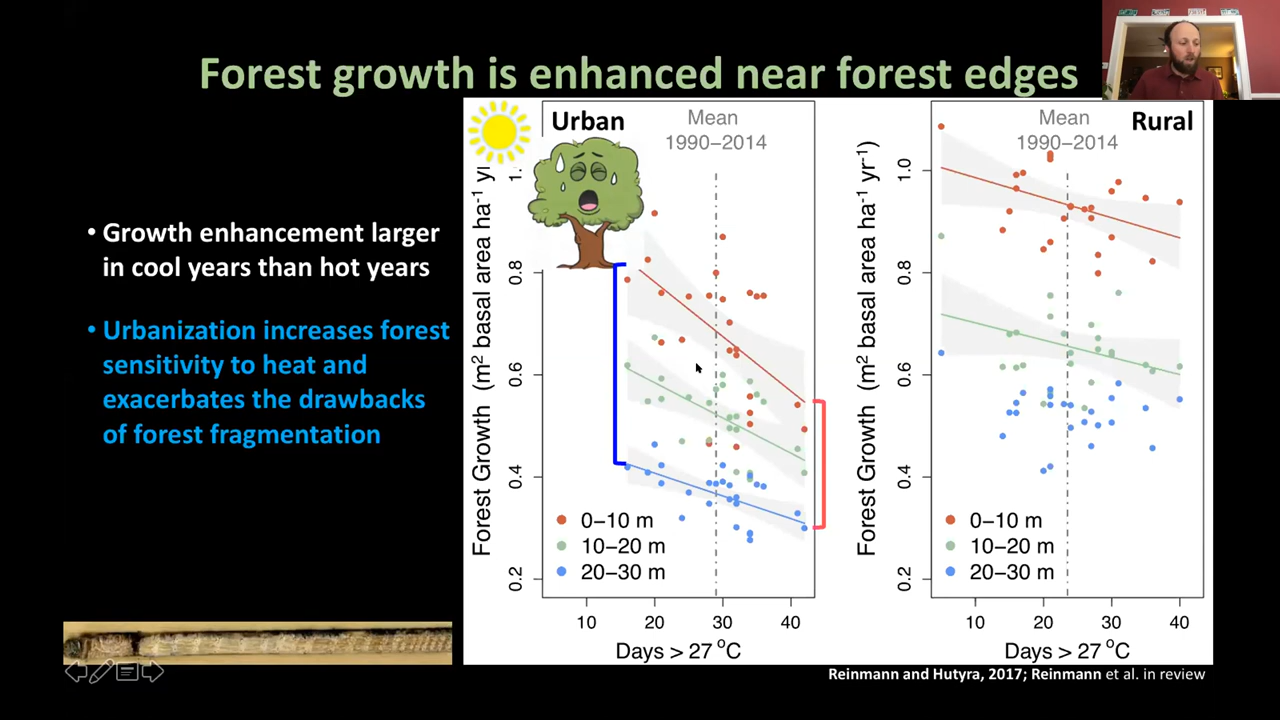 Forest growth is enhanced near forest edges
• Growth enhancement larger
in cool years than hot years
• Urbanization increases forest
sensitivity to heat and
exacerbates the drawbacks
of forest fragmentation
Urban
Mean
1990–2014
Forest Growth (m² basal area ha⁻¹ y
1.
0.8
0.6
0.4
0.2
0–10 m
10–20 m
20–30 m
10 20 30 40
Days > 27 °C
Rural
Mean
1990–2014
Forest Growth (m² basal area ha⁻¹ yr⁻¹)
1.0
0.8
0.6
0.4
0.2
0–10 m
10–20 m
20–30 m
10 20 30 40
Days > 27 °C
Reinmann and Hutyra, 2017; Reinmann et al. in review